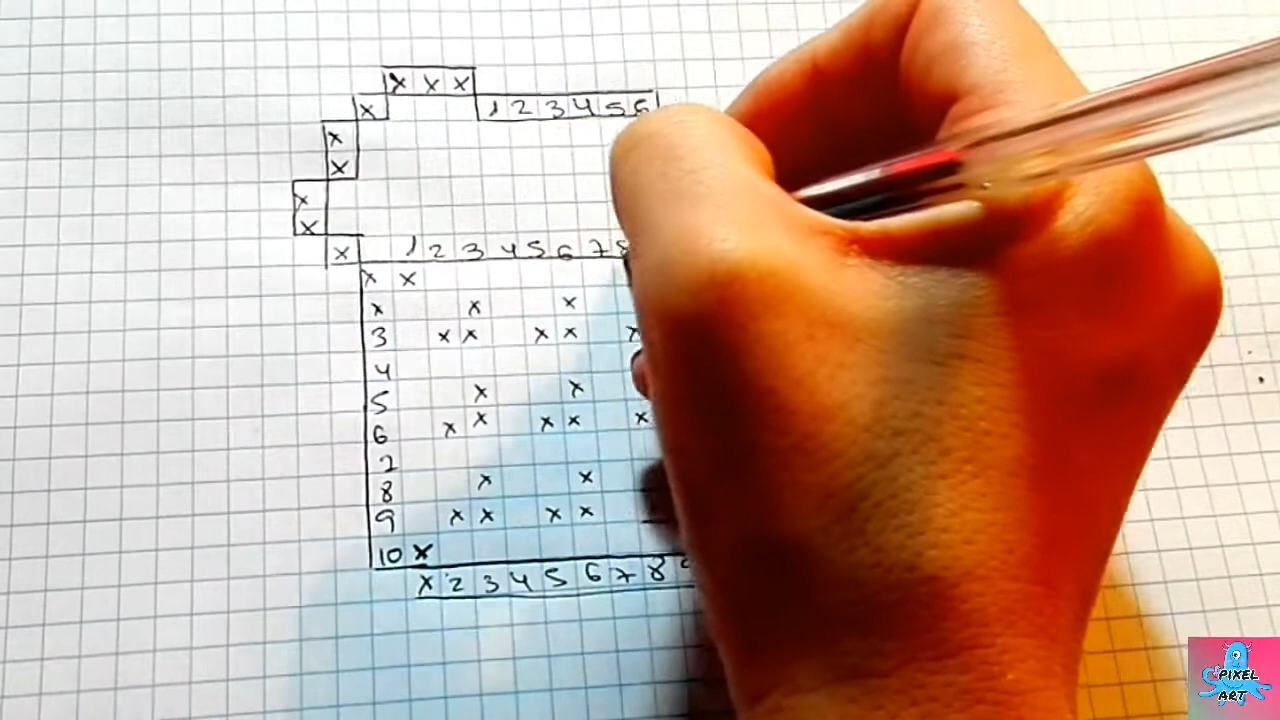 x x x
x 1 2 3 4 5 6
x
x
x
x
x 1 2 3 4 5 6 7 8
x x
x x x
3 x x x x x
4
5 x x
6 x x x x x
7
8 x x
9 x x x x
10 x
x 2 3 4 5 6 7 8 9
PIXEL
ART